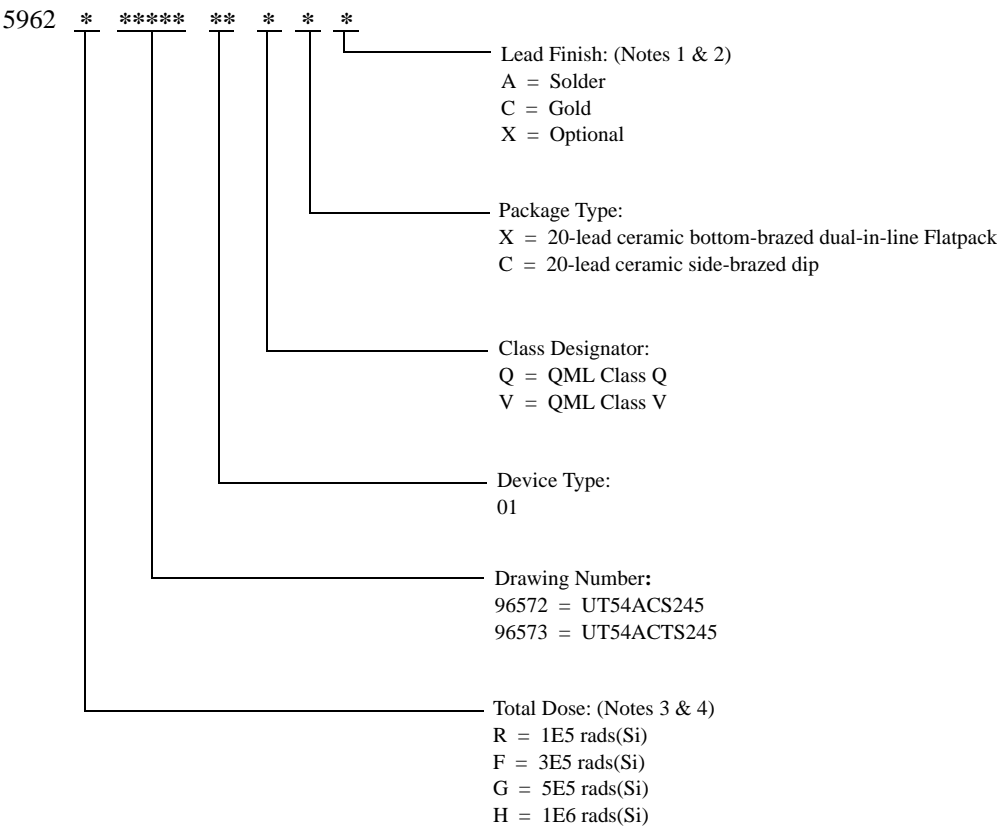 5962 * ***** ** * * *
Lead Finish: (Notes 1 & 2)
A = Solder
C = Gold
X = Optional
Package Type:
X = 20-lead ceramic bottom-brazed dual-in-line Flatpack
C = 20-lead ceramic side-brazed dip
Class Designator:
Q = QML Class Q
V = QML Class V
Device Type:
01
Drawing Number:
96572 = UT54ACS245
96573 = UT54ACTS245
Total Dose: (Notes 3 & 4)
R = 1E5 rads(Si)
F = 3E5 rads(Si)
G = 5E5 rads(Si)
H = 1E6 rads(Si)